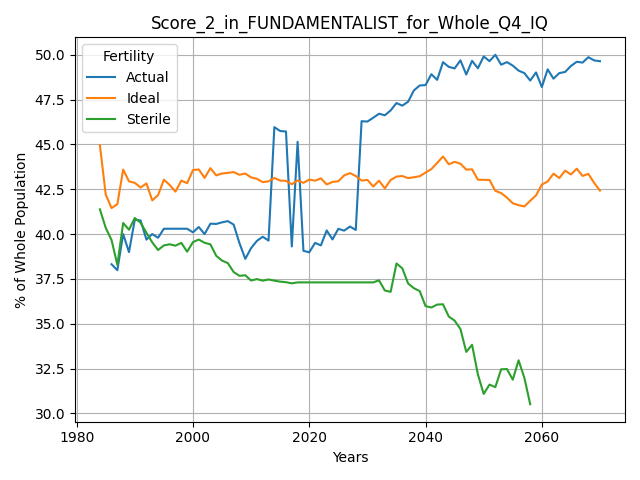 Score_2_in_FUNDAMENTALIST_for_Whole_Q4_IQ
Fertility
Actual
Ideal
Sterile
% of Whole Population
50.0
47.5
45.0
42.5
40.0
37.5
35.0
32.5
30.0
1980
2000
2020
2040
2060
Years